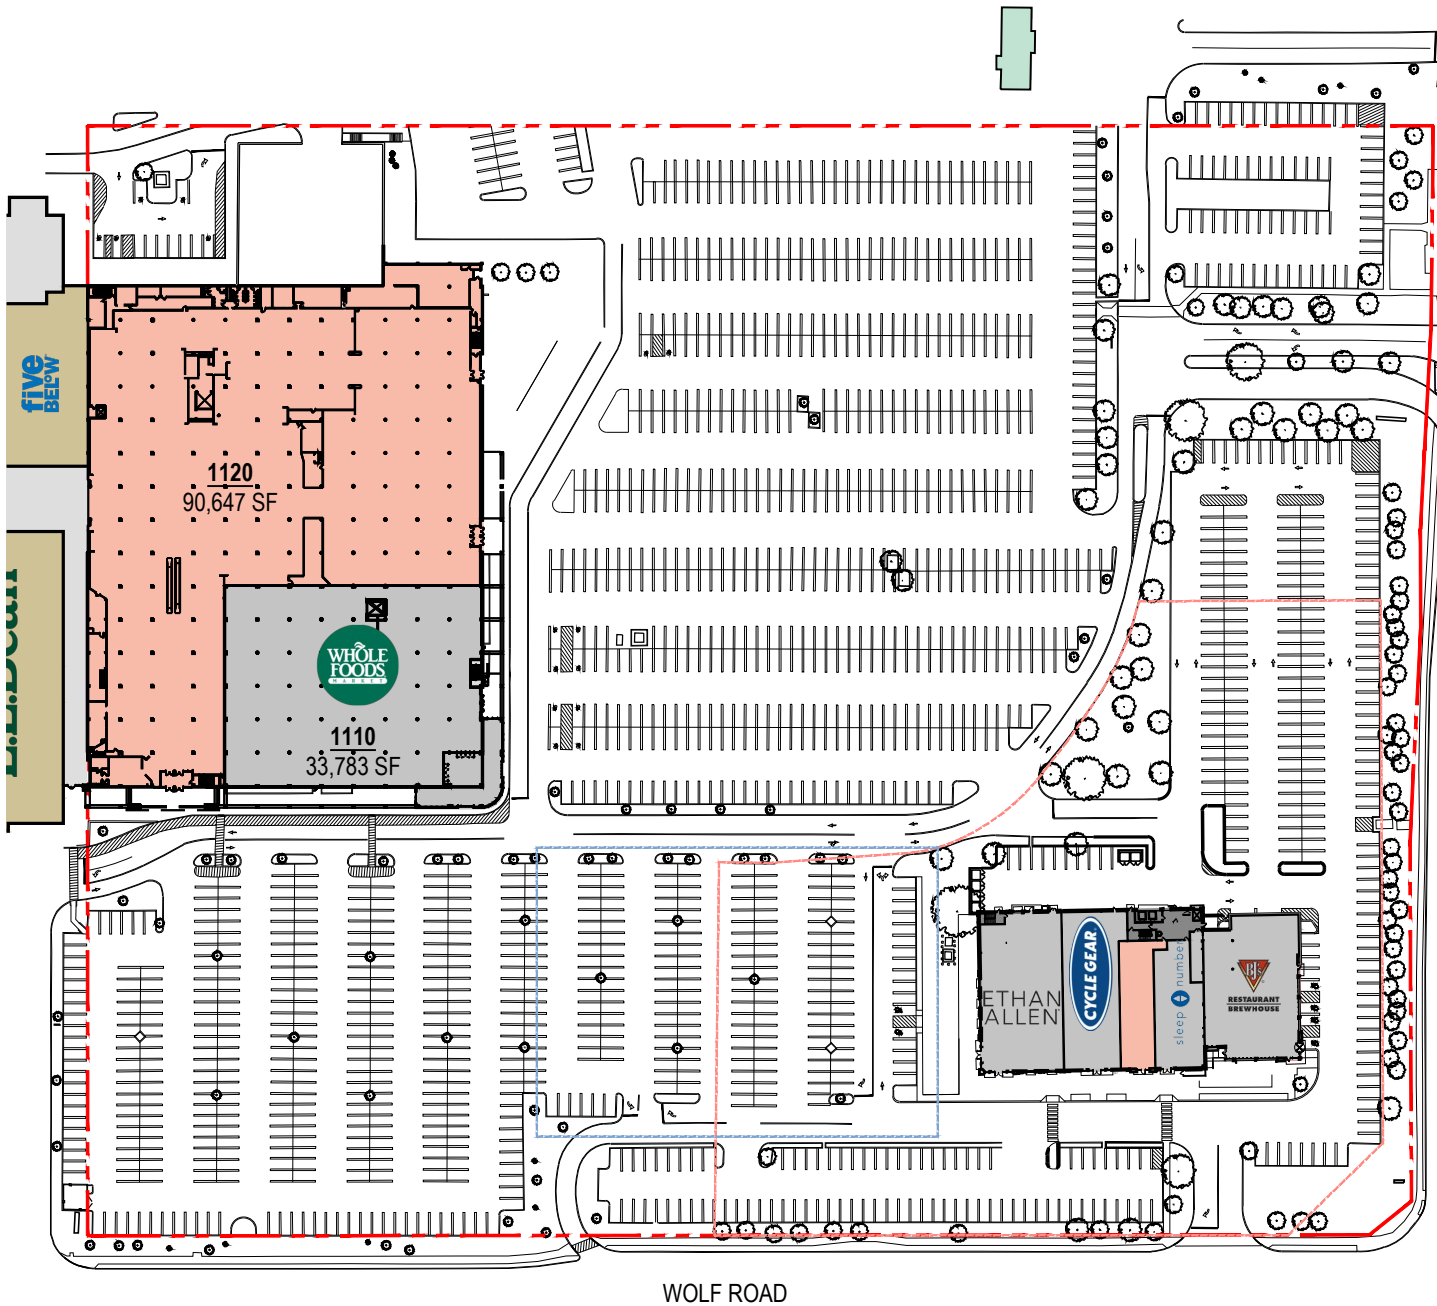 five
BEL°W
1120
90,647 SF
L.L.Bean
WHOLE
FOODS
MARKET
1110
33,783 SF
ETHAN
ALLEN
CYCLE GEAR
sleep number
BJ's
RESTAURANT
BREWHOUSE
WOLF ROAD